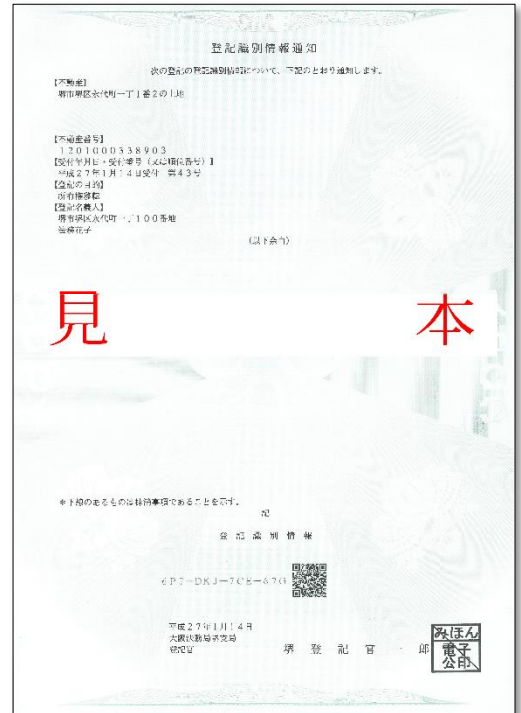 登記識別情報通知
次の登記の登記識別情報について、下記のとおり通知します。
【不動産】
堺市堺区永代町一丁1番2の土地
【不動産番号】
1201000338903
【受付年月日・受付番号(又は順位番号)】
平成27年1月14日受付 第43号
【登記の目的】
所有権移転
【登記名義人】
堺市堺区永代町一丁100番地
法務花子
(以下余白)
見 本
*下線のあるものは抹消事項であることを示す。
記
登記識別情報
6P7-DKJ-7CE-67G
平成27年1月14日
大阪法務局堺支局
登記官 堺登記官一郎
みほん
電子
公印